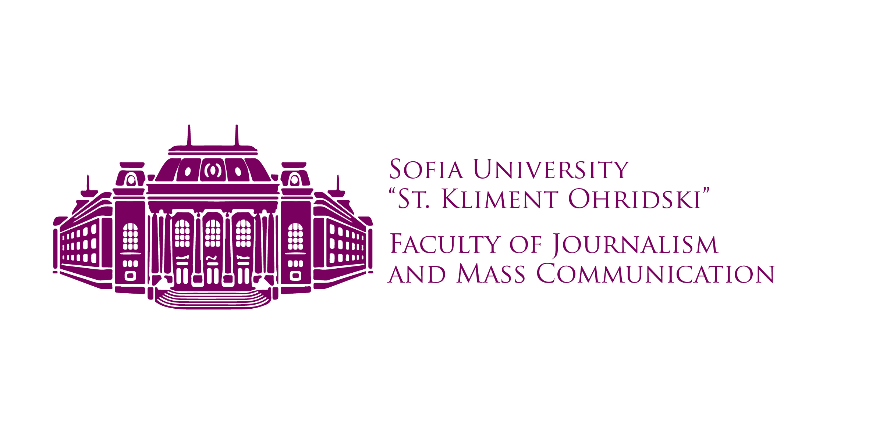 Sofia University
“St. Kliment Ohridski”
Faculty of Journalism
and Mass Communication